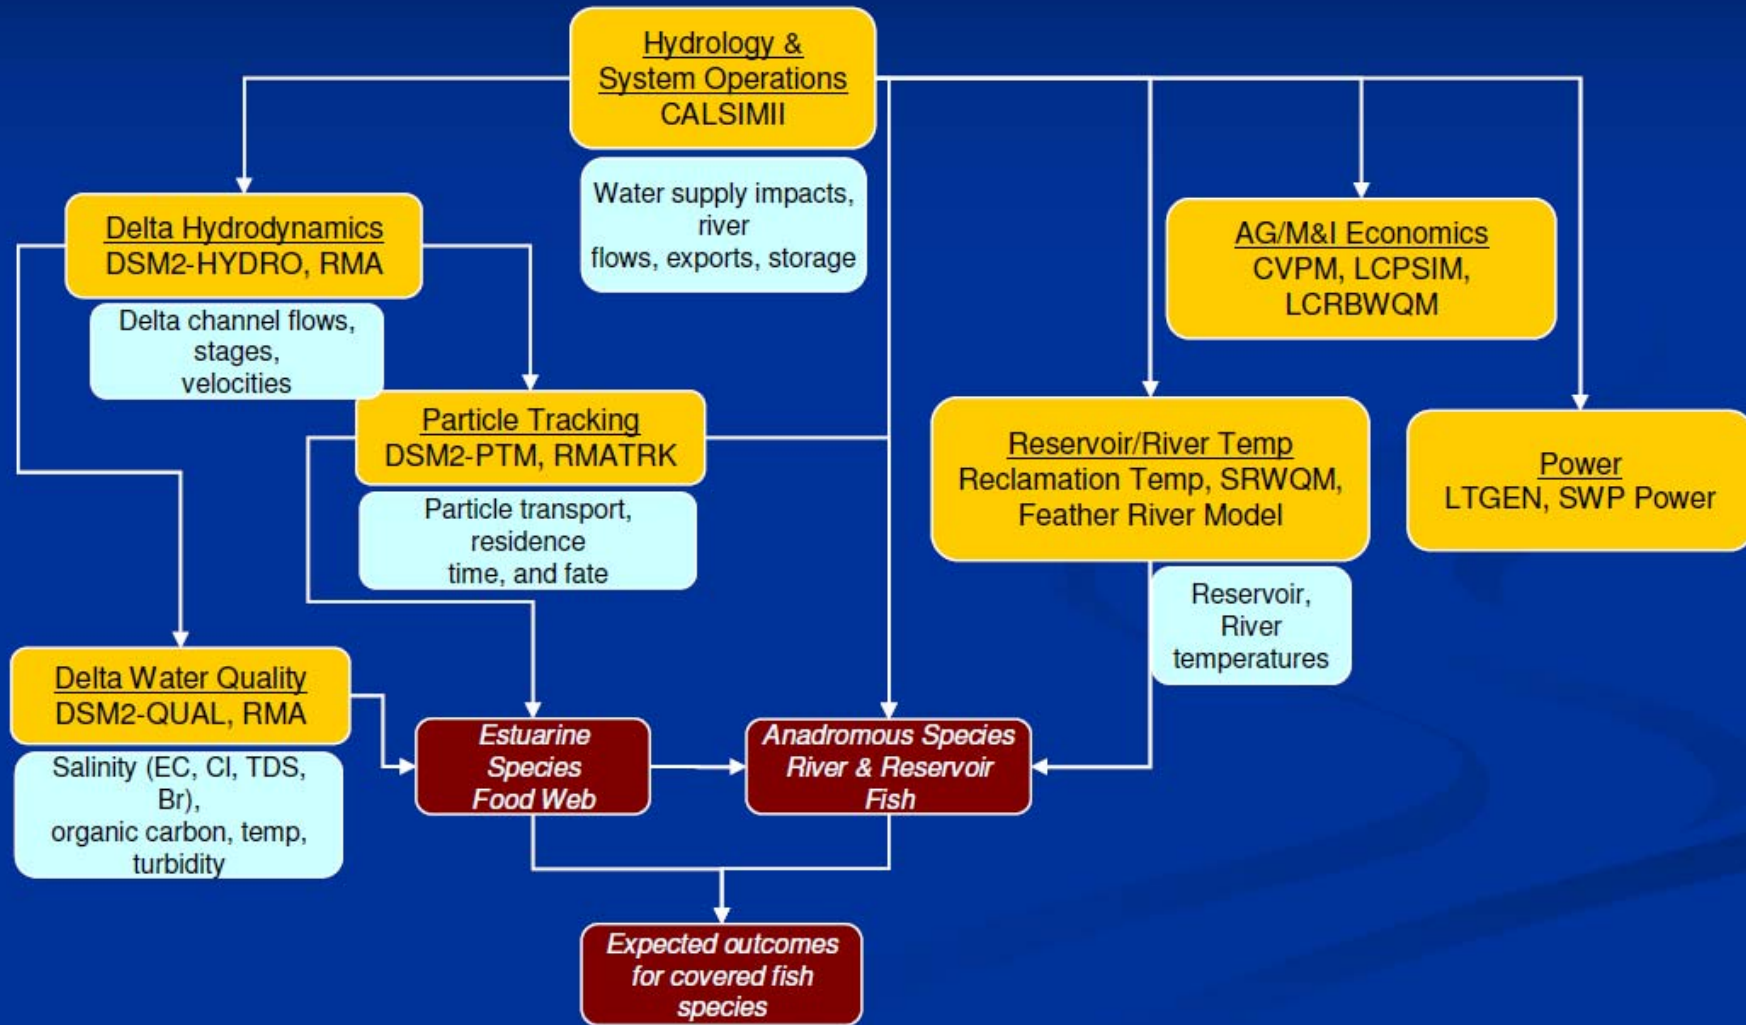 Hydrology &
System Operations
CALSIMII
Water supply impacts,
river
flows, exports, storage
Delta Hydrodynamics
DSM2-HYDRO, RMA
Delta channel flows,
stages,
velocities
AG/M&I Economics
CVPM, LCPSIM,
LCRBWQM
Particle Tracking
DSM2-PTM, RMATRK
Particle transport,
residence
time, and fate
Reservoir/River Temp
Reclamation Temp, SRWQM,
Feather River Model
Reservoir,
River
temperatures
Power
LTGEN, SWP Power
Delta Water Quality
DSM2-QUAL, RMA
Salinity (EC, Cl, TDS,
Br),
organic carbon, temp,
turbidity
Estuarine
Species
Food Web
Anadromous Species
River & Reservoir
Fish
Expected outcomes
for covered fish
species